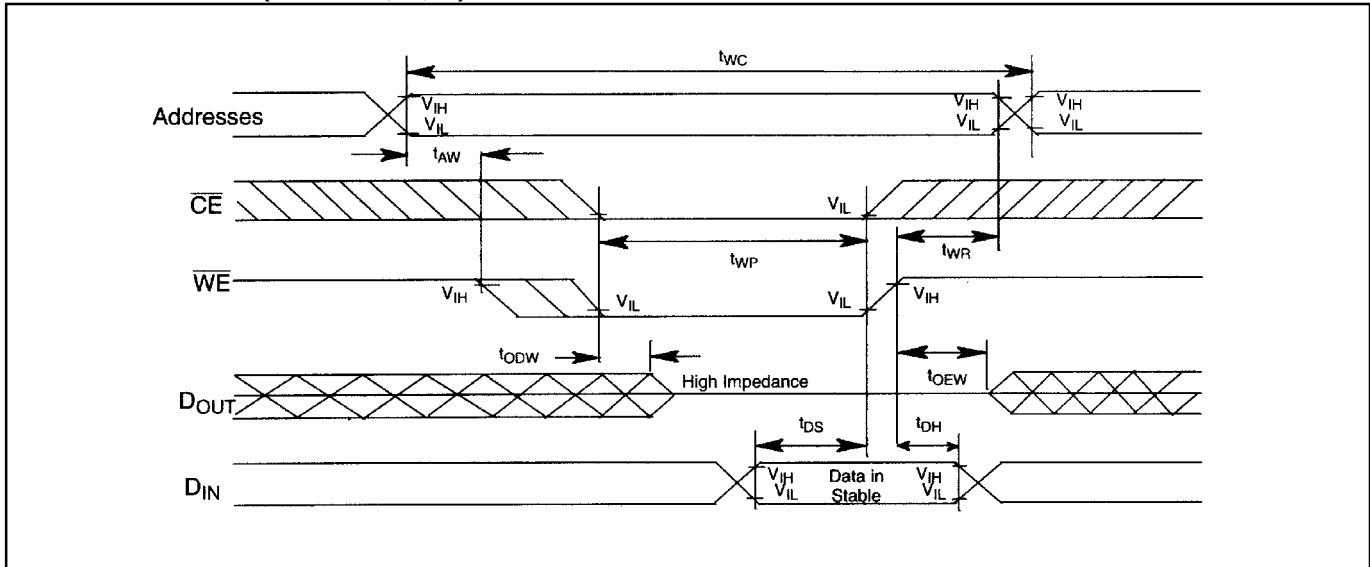 tWC
Addresses VIH VIL VIH VIL VIH VIL
tAW
CE VIL
tWP tWR
WE VIH VIL VIL VIH
tODW tOEW
DOUT High Impedance
tDS tDH
DIN VIH VIL Data in Stable VIH VIL